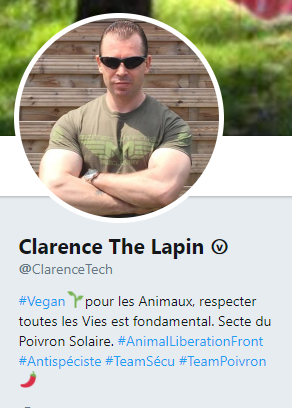 Clarence The Lapin Ⓥ
@ClarenceTech
#Vegan🌱pour les Animaux, respecter
toutes les Vies est fondamental. Secte du
Poivron Solaire. #AnimalLiberationFront
#Antispéciste #TeamSécu #TeamPoivron
🌶️